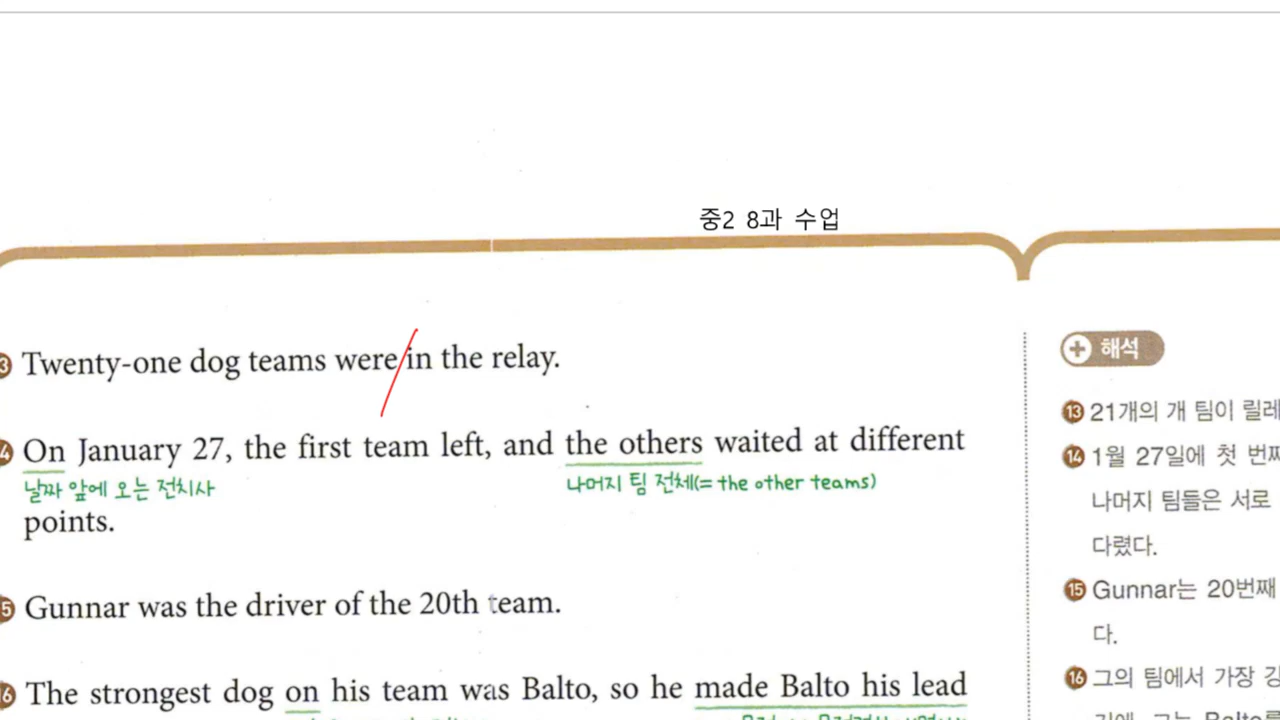 중2 8과 수업
Twenty-one dog teams were in the relay.
On January 27, the first team left, and the others waited at different
날짜 앞에 오는 전치사
나머지 팀 전체(= the other teams)
points.
Gunnar was the driver of the 20th team.
The strongest dog on his team was Balto, so he made Balto his lead
해석
13 21개의 개 팀이 릴레
14 1월 27일에 첫 번째
나머지 팀들은 서로
다렸다.
15 Gunnar는 20번째
다.
16 그의 팀에서 가장 강